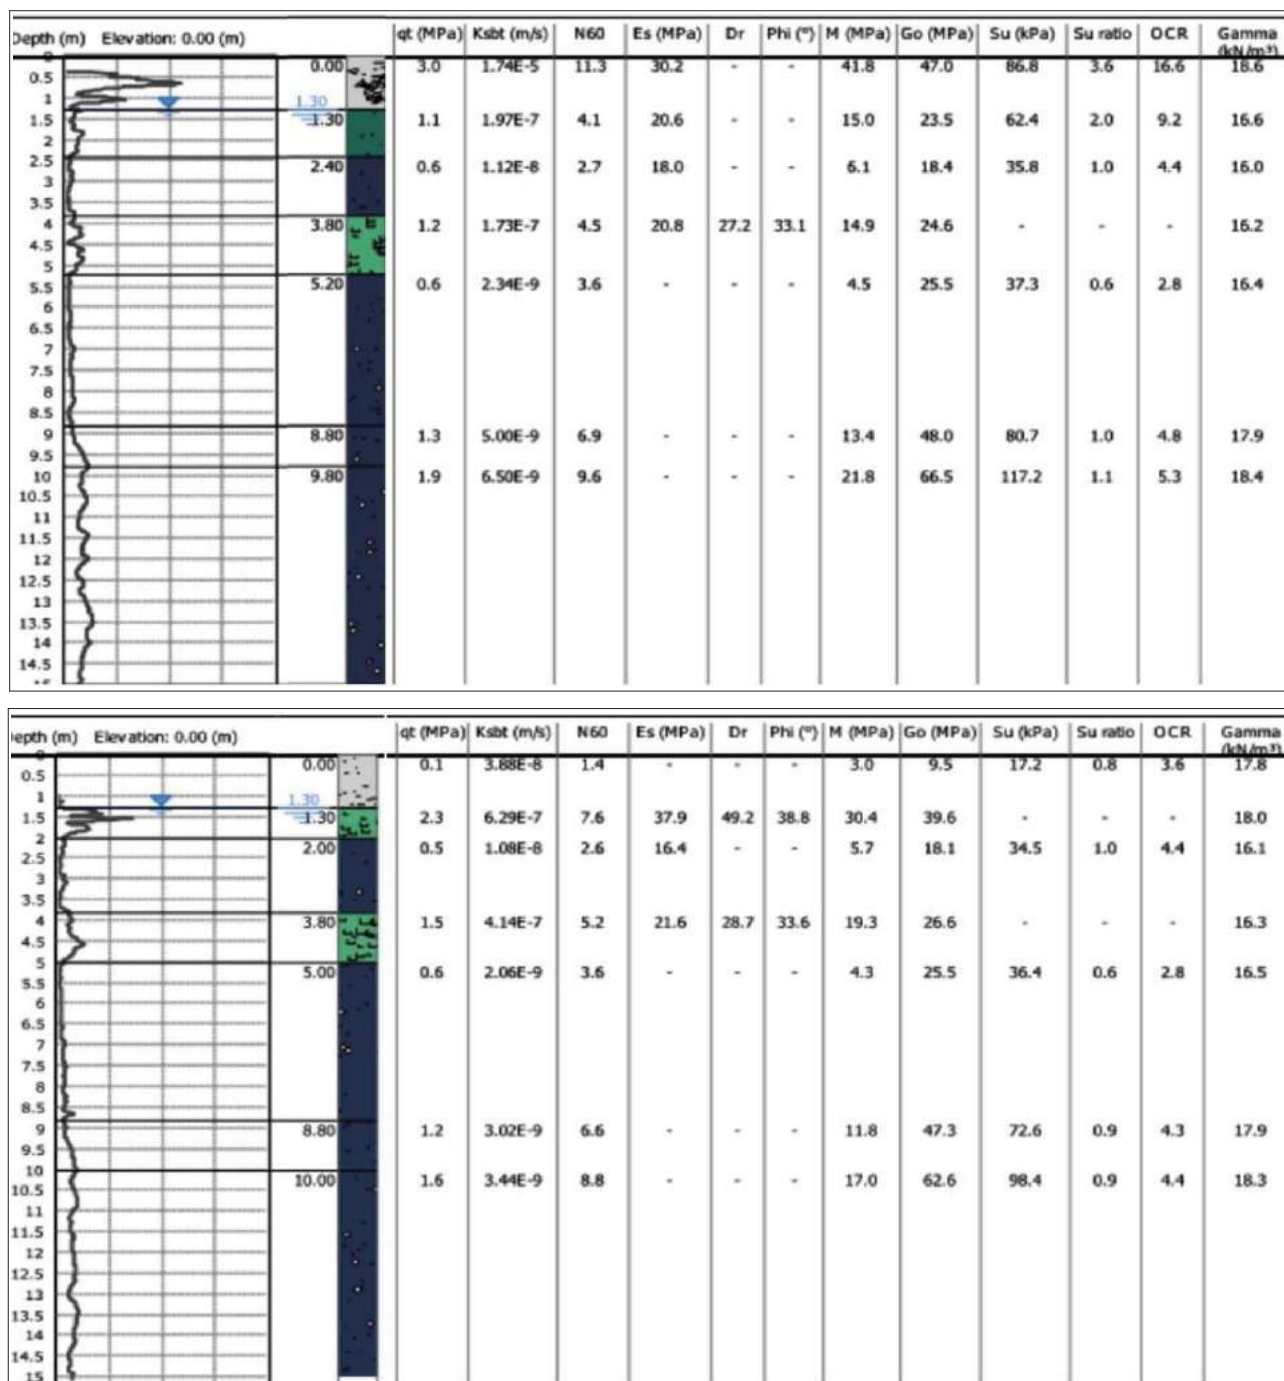 Depth (m) Elevation: 0.00 (m) qt (MPa) Ksbt (m/s) N60 Es (MPa) Dr Phi (°) M (MPa) Go (MPa) Su (kPa) Su ratio OCR Gamma (kN/m³)
0 0.00 3.0 1.74E-5 11.3 30.2 - - 41.8 47.0 86.8 3.6 16.6 18.6
0.5
1 1.30
1.5 1.30 1.1 1.97E-7 4.1 20.6 - - 15.0 23.5 62.4 2.0 9.2 16.6
2
2.5 2.40 0.6 1.12E-8 2.7 18.0 - - 6.1 18.4 35.8 1.0 4.4 16.0
3
3.5
4 3.80 1.2 1.73E-7 4.5 20.8 27.2 33.1 14.9 24.6 - - - 16.2
4.5
5
5.5 5.20 0.6 2.34E-9 3.6 - - - 4.5 25.5 37.3 0.6 2.8 16.4
6
6.5
7
7.5
8
8.5
9 8.80 1.3 5.00E-9 6.9 - - - 13.4 48.0 80.7 1.0 4.8 17.9
9.5
10 9.80 1.9 6.50E-9 9.6 - - - 21.8 66.5 117.2 1.1 5.3 18.4
10.5
11
11.5
12
12.5
13
13.5
14
14.5
epth (m) Elevation: 0.00 (m) qt (MPa) Ksbt (m/s) N60 Es (MPa) Dr Phi (°) M (MPa) Go (MPa) Su (kPa) Su ratio OCR Gamma (kN/m³)
0 0.00 0.1 3.88E-8 1.4 - - - 3.0 9.5 17.2 0.8 3.6 17.8
0.5
1 1.30
1.5 1.30 2.3 6.29E-7 7.6 37.9 49.2 38.8 30.4 39.6 - - - 18.0
2 2.00 0.5 1.08E-8 2.6 16.4 - - 5.7 18.1 34.5 1.0 4.4 16.1
2.5
3
3.5
4 3.80 1.5 4.14E-7 5.2 21.6 28.7 33.6 19.3 26.6 - - - 16.3
4.5
5 5.00 0.6 2.06E-9 3.6 - - - 4.3 25.5 36.4 0.6 2.8 16.5
5.5
6
6.5
7
7.5
8
8.5
9 8.80 1.2 3.02E-9 6.6 - - - 11.8 47.3 72.6 0.9 4.3 17.9
9.5
10 10.00 1.6 3.44E-9 8.8 - - - 17.0 62.6 98.4 0.9 4.4 18.3
10.5
11
11.5
12
12.5
13
13.5
14
14.5
15